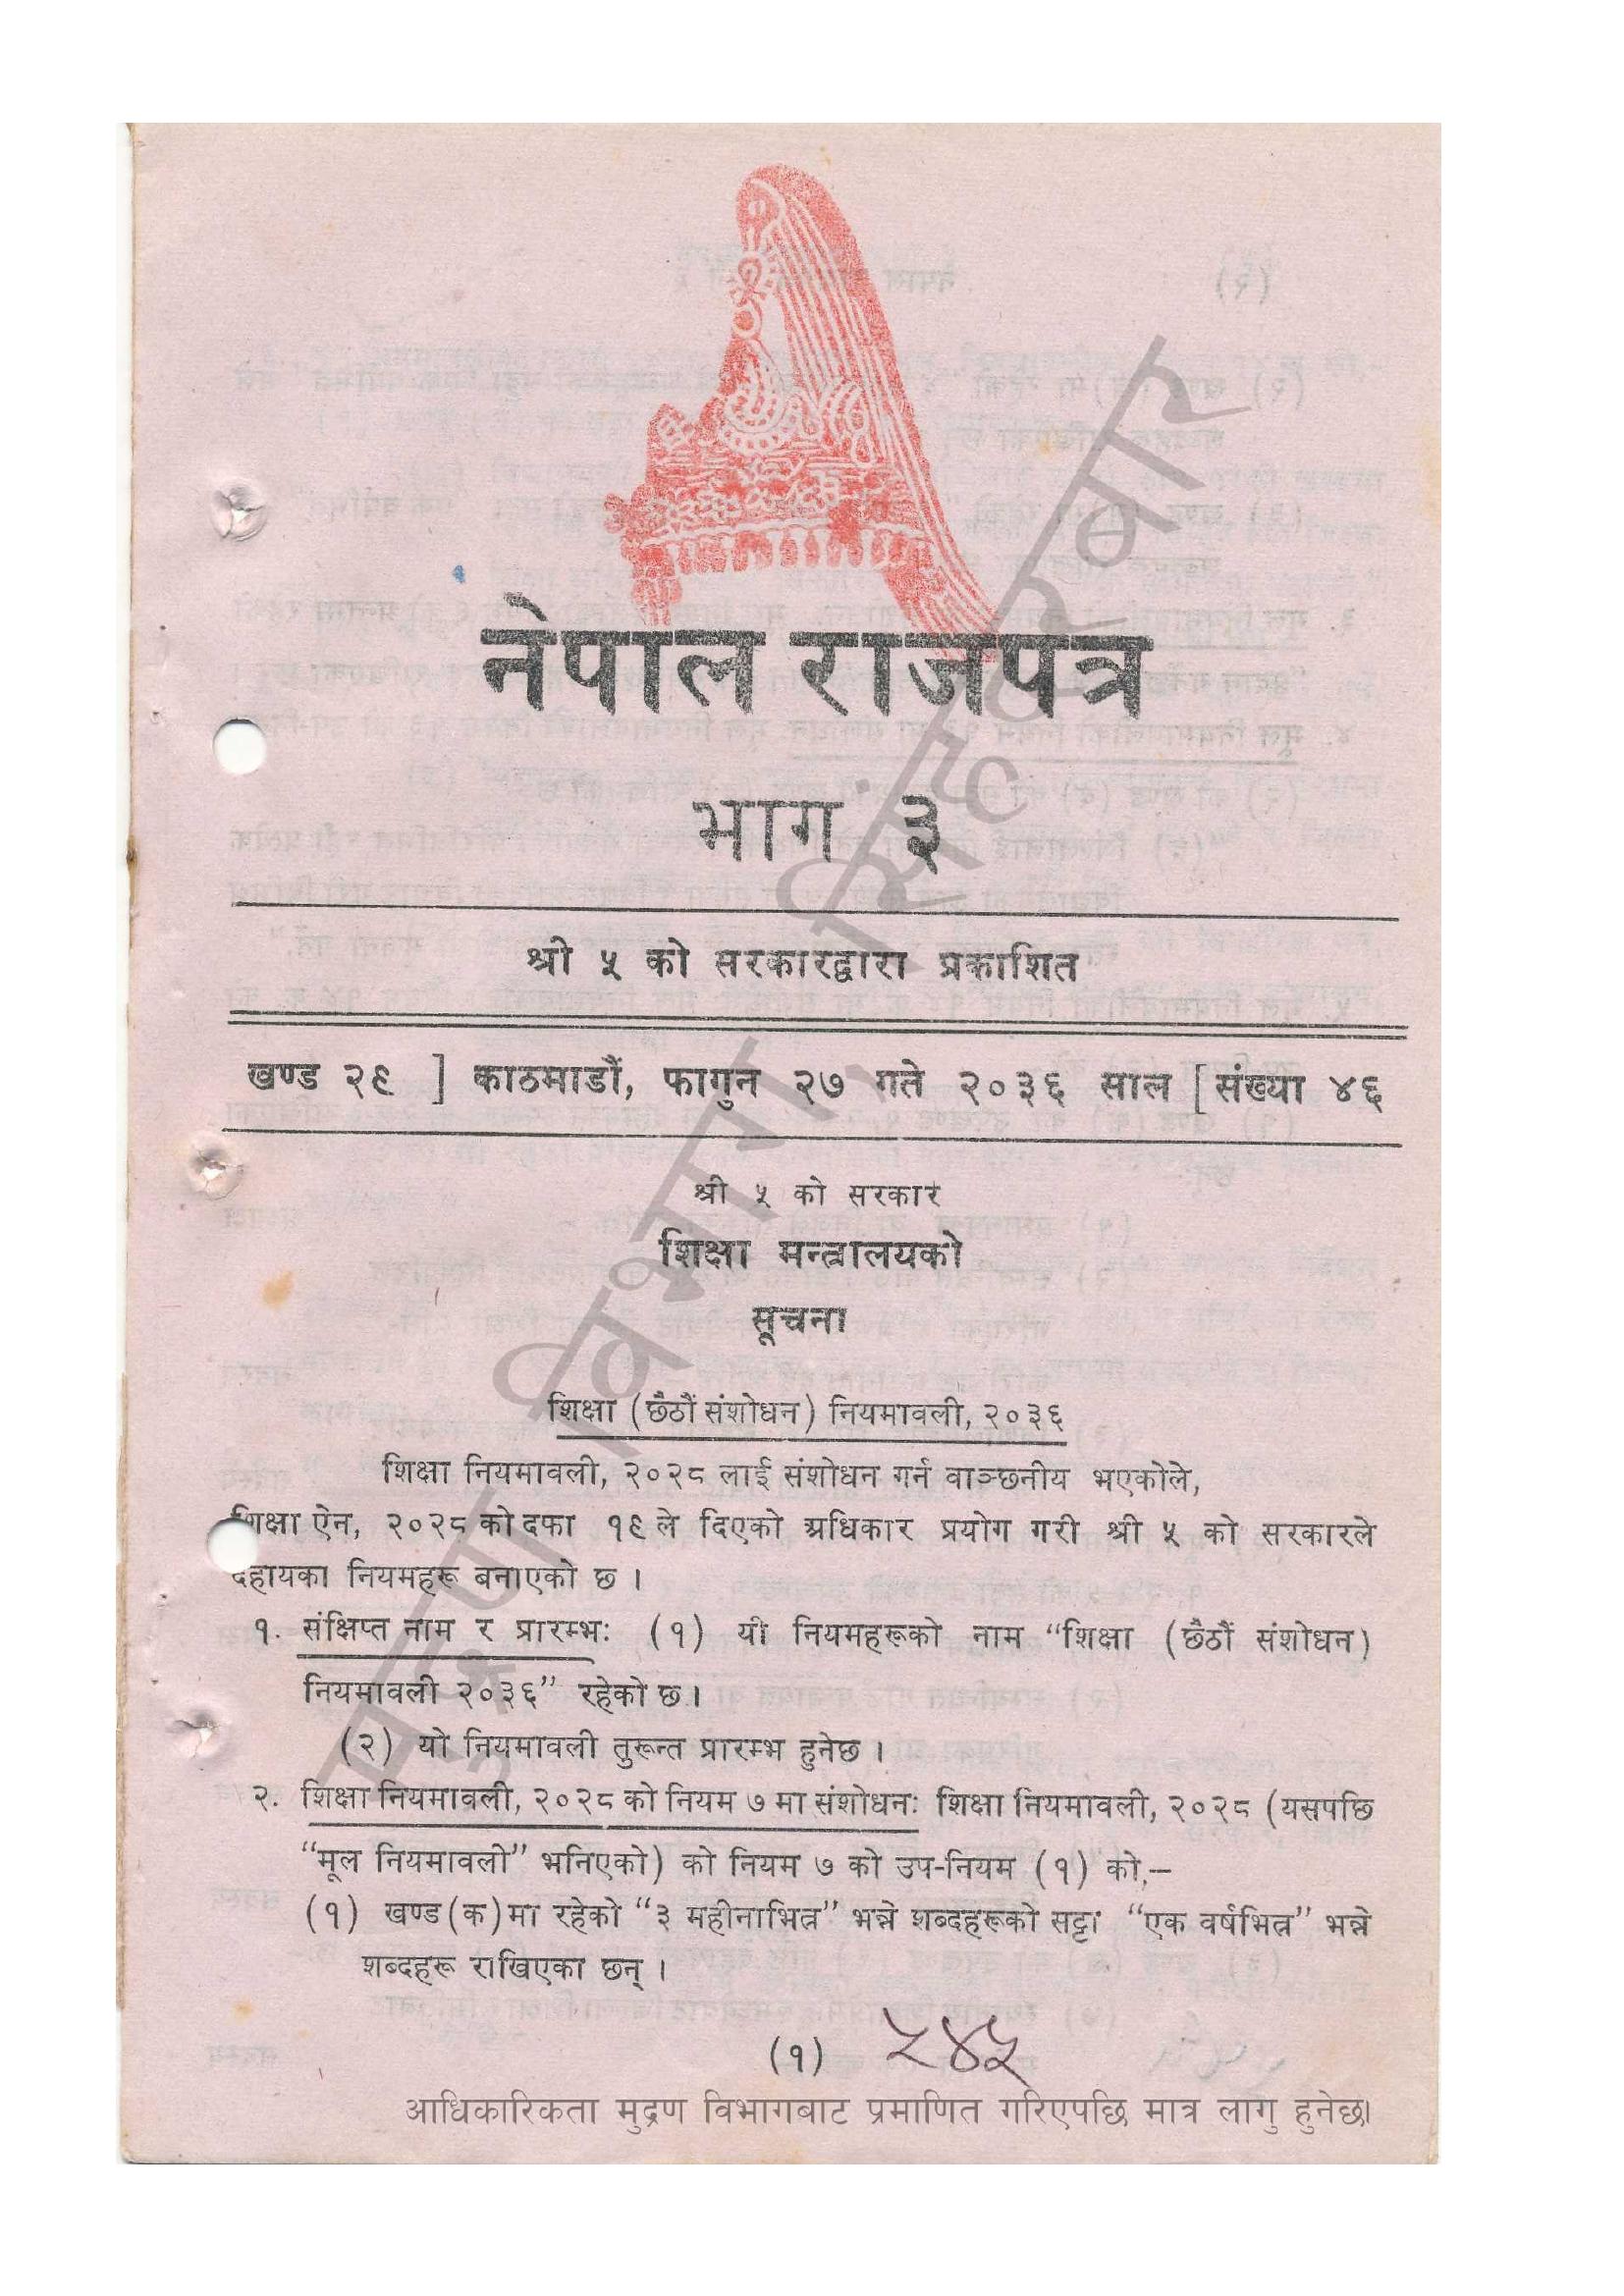 नेपाल राजपत्र
भाग ३
श्री ५ को सरकारद्वारा प्रकाशित
खण्ड २९ ] काठमाडौं, फागुन २७ गते २०३६ साल [ संख्या ४६
श्री ५ को सरकार
शिक्षा मन्त्रालयको
सूचना
शिक्षा (छैठौं संशोधन) नियमावली, २०३६
शिक्षा नियमावली, २०२८ लाई संशोधन गर्न वाञ्छनीय भएकोले,
शिक्षा ऐन, २०२८ को दफा १९ ले दिएको अधिकार प्रयोग गरी श्री ५ को सरकारले
देहायका नियमहरू बनाएको छ ।
१. संक्षिप्त नाम र प्रारम्भः (१) यी नियमहरूको नाम “शिक्षा (छैठौं संशोधन)
नियमावली २०३६” रहेको छ ।
(२) यो नियमावली तुरून्त प्रारम्भ हुनेछ ।
२. शिक्षा नियमावली, २०२८ को नियम ७ मा संशोधनः शिक्षा नियमावली, २०२८ (यसपछि
“मूल नियमावली” भनिएको) को नियम ७ को उप-नियम (१) को,–
(१) खण्ड (क) मा रहेको “३ महीनाभित्र” भन्ने शब्दहरूको सट्टा “एक वर्षभित्र” भन्ने
शब्दहरू राखिएका छन् ।
(१) २४५
आधिकारिकता मुद्रण विभागबाट प्रमाणित गरिएपछि मात्र लागु हुनेछ।
मुद्रण विभाग, सिंहदरबार